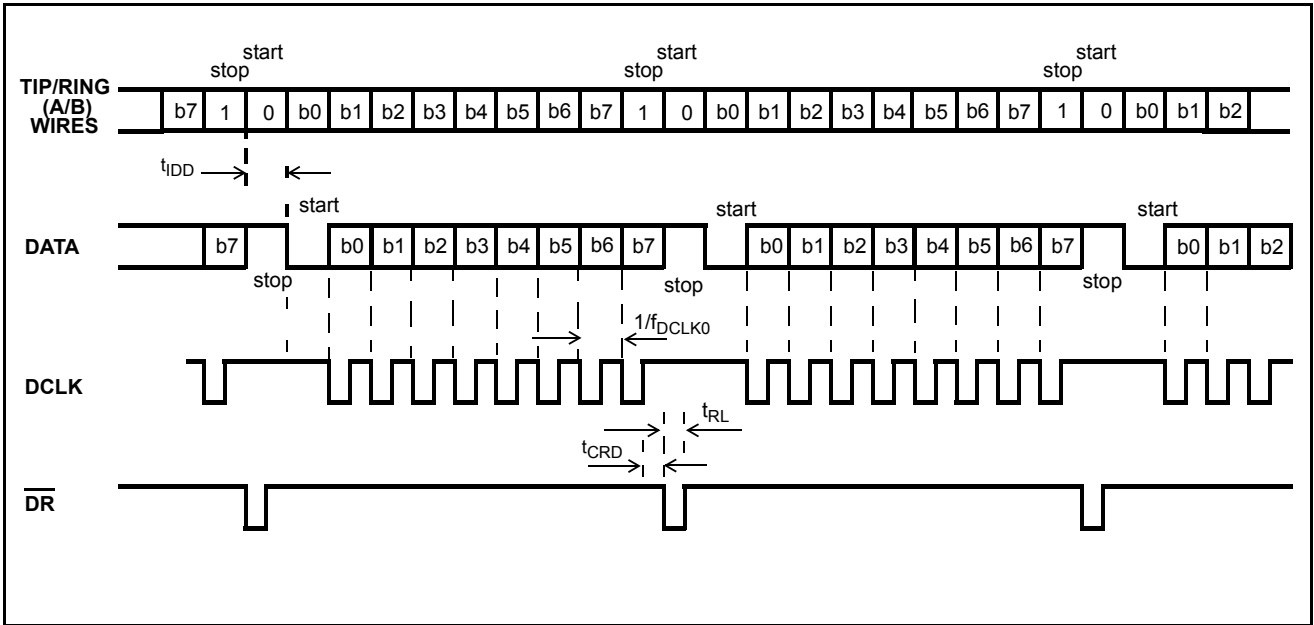 start start start
stop stop stop
TIP/RING
(A/B)
WIRES
b7 1 0 b0 b1 b2 b3 b4 b5 b6 b7 1 0 b0 b1 b2 b3 b4 b5 b6 b7 1 0 b0 b1 b2
tIDD
start start start
DATA b7 b0 b1 b2 b3 b4 b5 b6 b7 b0 b1 b2 b3 b4 b5 b6 b7 b0 b1 b2
stop stop stop
1/fDCLK0
DCLK
tRL
tCRD
DR